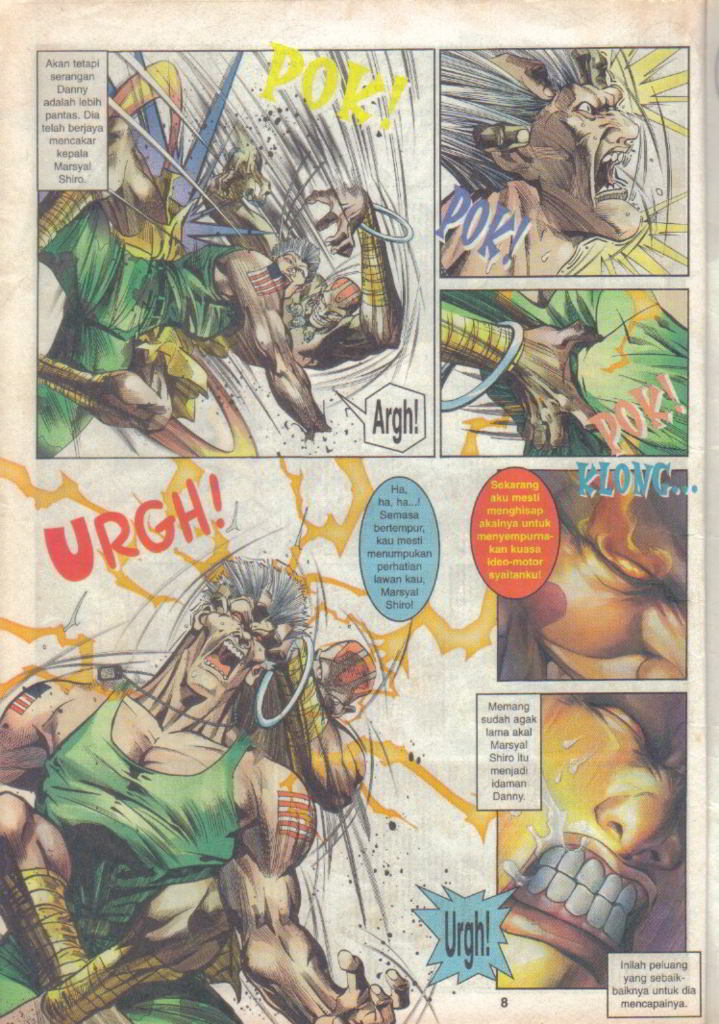 Akan tetapi
serangan
Danny
adalah lebih
pantas. Dia
telah berjaya
mencakar
kepala
Marsyal
Shiro.
POK!
POK!
Argh!
POK!
KLONG...
URGH!
Ha,
ha, ha...!
Semasa
bertempur,
kau mesti
menumpukan
perhatian
lawan kau,
Marsyal
Shiro!
Sekarang
aku mesti
menghisap
akalnya untuk
menyempurna-
kan kuasa
ideo-motor
syaitanku!
Memang
sudah agak
lama akal
Marsyal
Shiro itu
menjadi
idaman
Danny.
Urgh!
Inilah peluang
yang sebaik-
baiknya untuk dia
mencapainya.
8